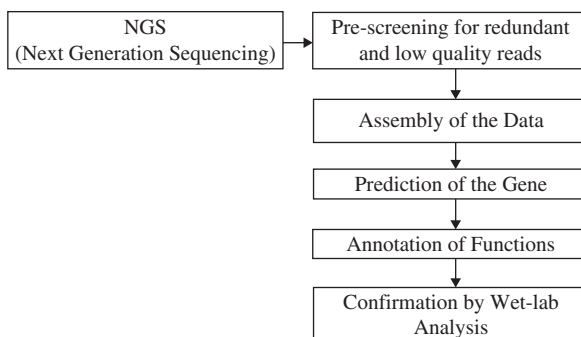 NGS
(Next Generation Sequencing)
Pre-screening for redundant
and low quality reads
Assembly of the Data
Prediction of the Gene
Annotation of Functions
Confirmation by Wet-lab
Analysis